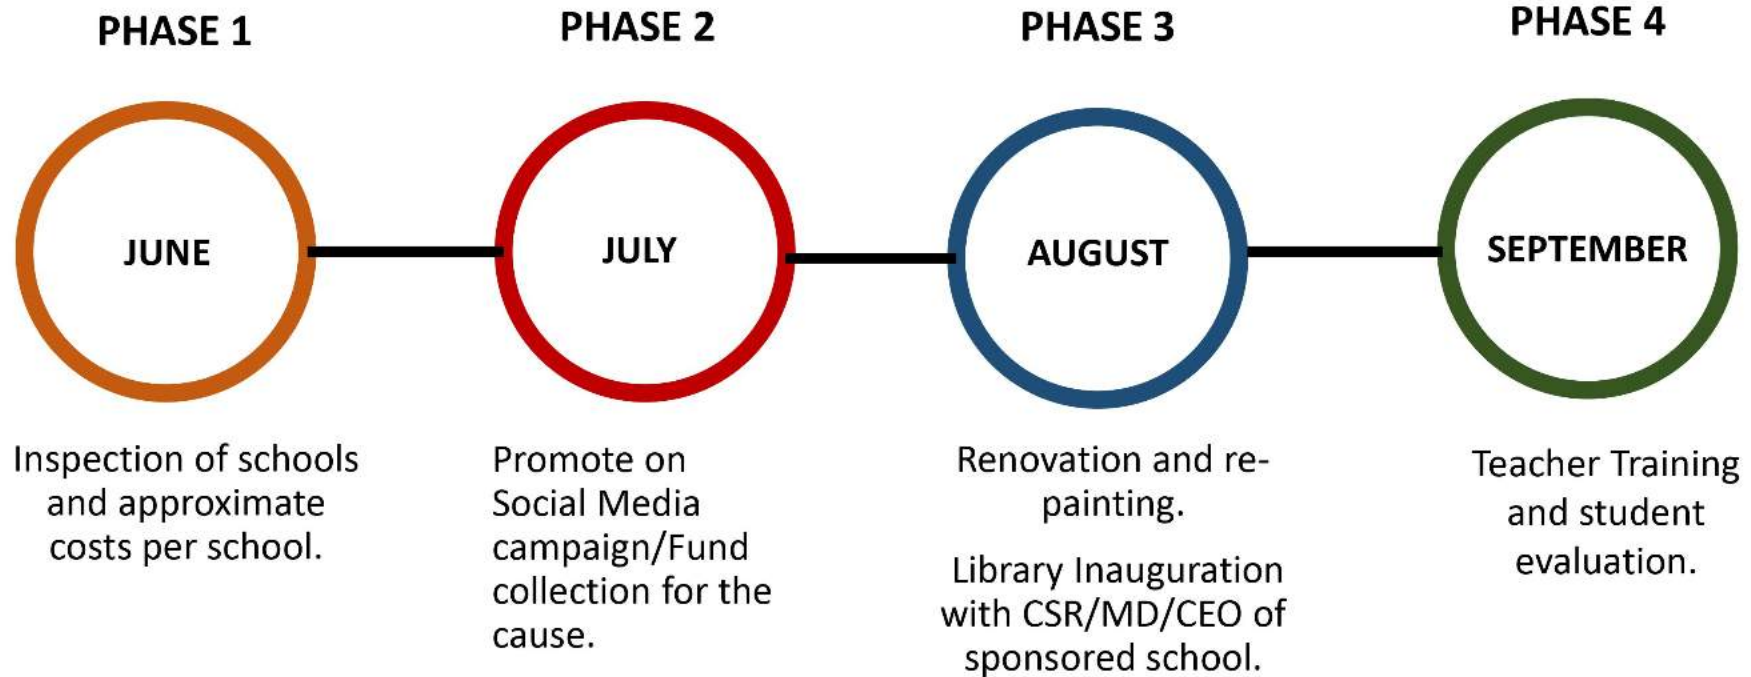 PHASE 1
PHASE 2
PHASE 3
PHASE 4
JUNE
JULY
AUGUST
SEPTEMBER
Inspection of schools
and approximate
costs per school.
Promote on
Social Media
campaign/Fund
collection for the
cause.
Renovation and re-
painting.
Library Inauguration
with CSR/MD/CEO of
sponsored school.
Teacher Training
and student
evaluation.